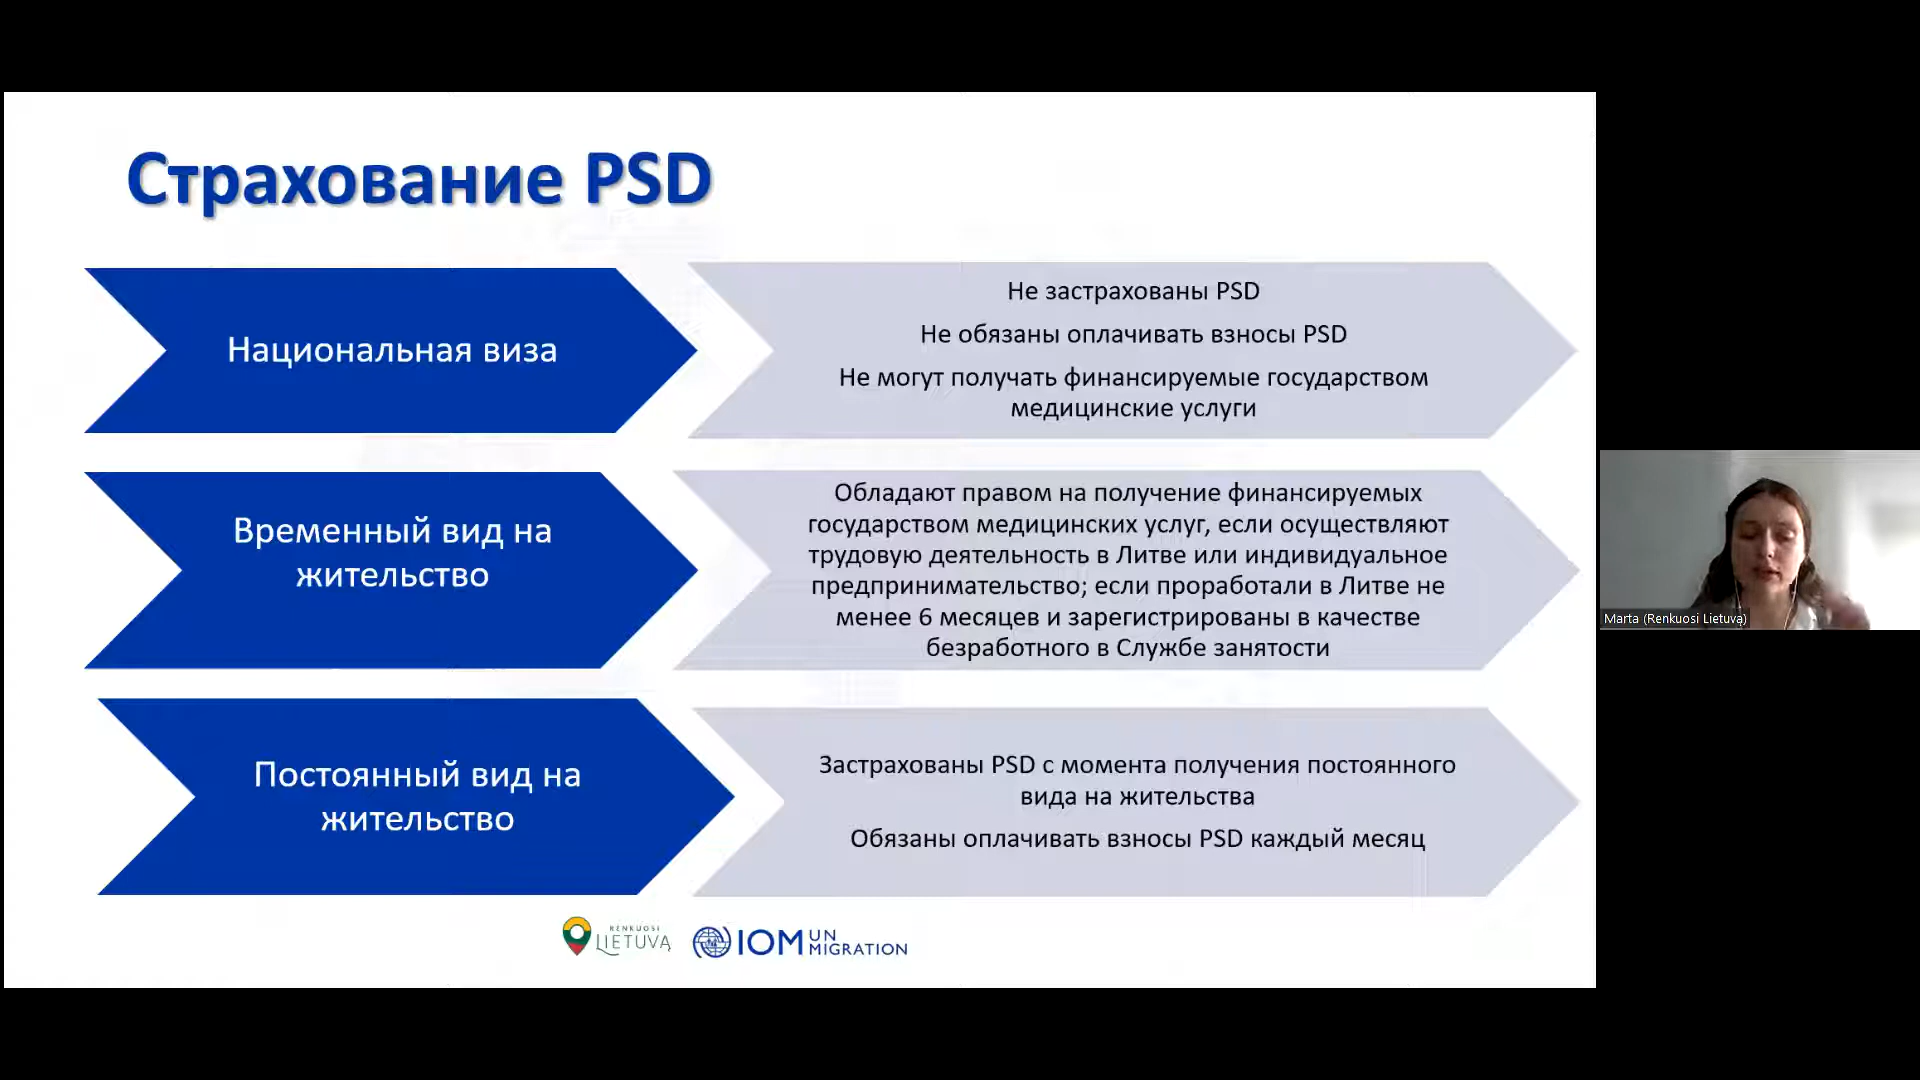 Страхование PSD
Национальная виза
Не застрахованы PSD
Не обязаны оплачивать взносы PSD
Не могут получать финансируемые государством
медицинские услуги
Временный вид на
жительство
Обладают правом на получение финансируемых
государством медицинских услуг, если осуществляют
трудовую деятельность в Литве или индивидуальное
предпринимательство; если проработали в Литве не
менее 6 месяцев и зарегистрированы в качестве
безработного в Службе занятости
Постоянный вид на
жительство
Застрахованы PSD с момента получения постоянного
вида на жительства
Обязаны оплачивать взносы PSD каждый месяц
RENKUOSI
LIETUVĄ
IOM UN
MIGRATION
Marta (Renkuosi Lietuvą)